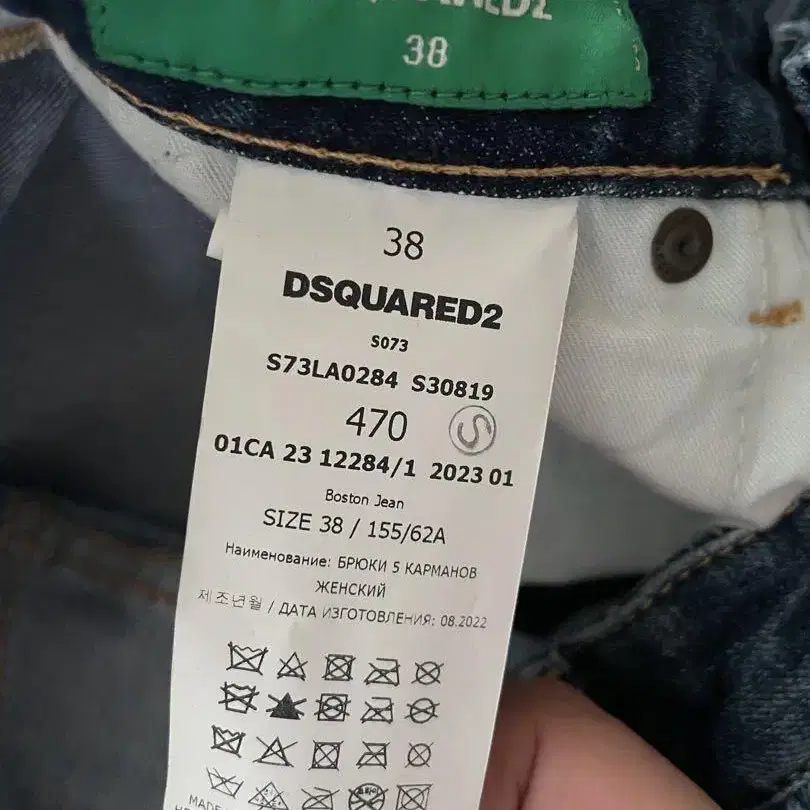 38
38
DSQUARED2
S073
S73LA0284 S30819
470 S
01CA 23 12284/1 2023 01
Boston Jean
SIZE 38 / 155/62A
Наименование: БРЮКИ 5 КАРМАНОВ
ЖЕНСКИЙ
제조년월 / ДАТА ИЗГОТОВЛЕНИЯ: 08.2022
MADE